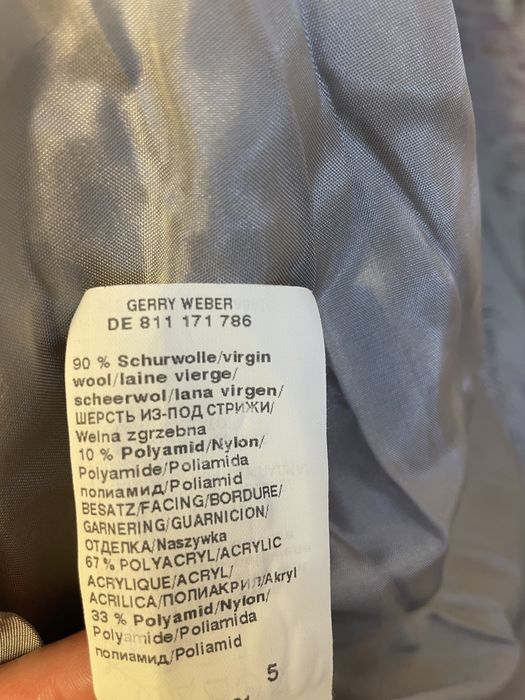 GERRY WEBER
DE 811 171 786
90 % Schurwolle/virgin
wool/laine vierge/
scheerwol/lana virgen/
ШЕРСТЬ ИЗ-ПОД СТРИЖИ/
Welna zgrzebna
10 % Polyamid/Nylon/
Polyamide/Poliamida
полиамид/Poliamid
BESATZ/FACING/BORDURE/
GARNERING/GUARNICION/
ОТДЕЛКА/Naszywka
67 % POLYACRYL/ACRYLIC
ACRYLIQUE/ACRYL/
ACRILICA/ПОЛИАКРИЛ/Akryl
33 % Polyamid/Nylon/
Polyamide/Poliamida
полиамид/Poliamid
5